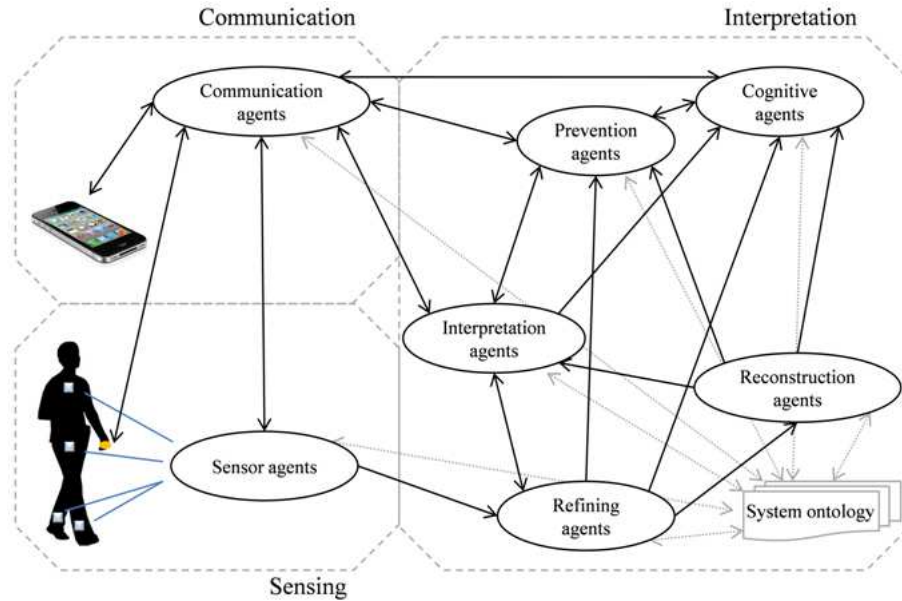 Communication
Interpretation
Communication
agents
Cognitive
agents
Prevention
agents
Interpretation
agents
Reconstruction
agents
Sensor agents
Refining
agents
System ontology
Sensing